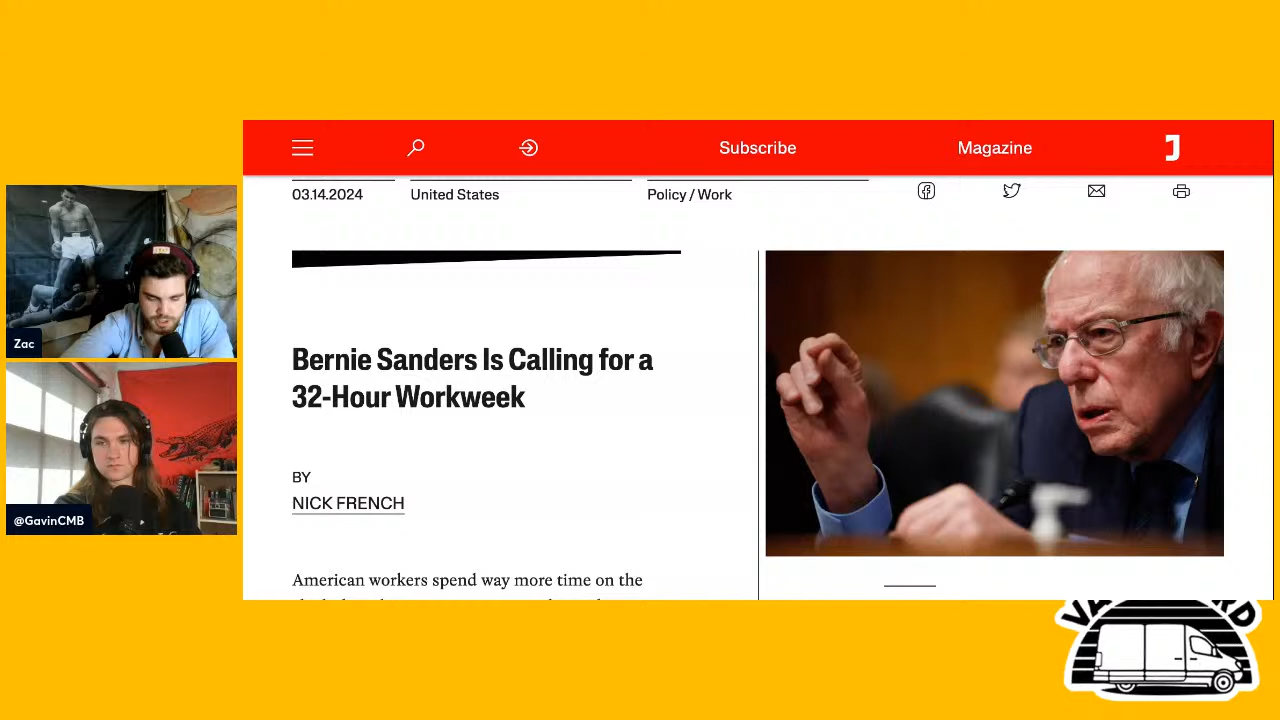 Subscribe
Magazine
03.14.2024
United States
Policy / Work
Bernie Sanders Is Calling for a
32-Hour Workweek
BY
NICK FRENCH
American workers spend way more time on the
Zac
@GavinCMB